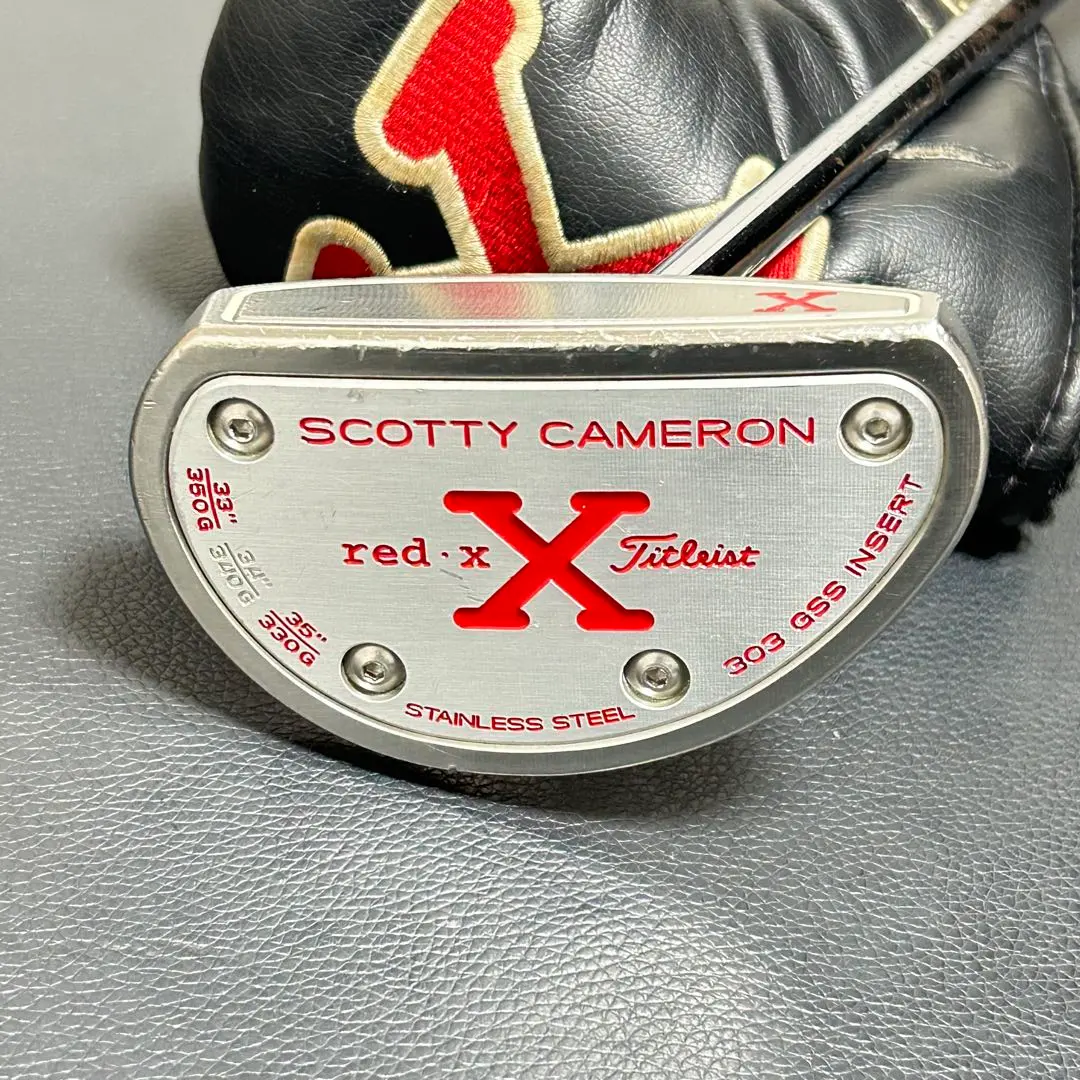 X
SCOTTY CAMERON
red·x X Titleist
33"
350G
34"
340G
35"
330G
303 GSS INSERT
STAINLESS STEEL